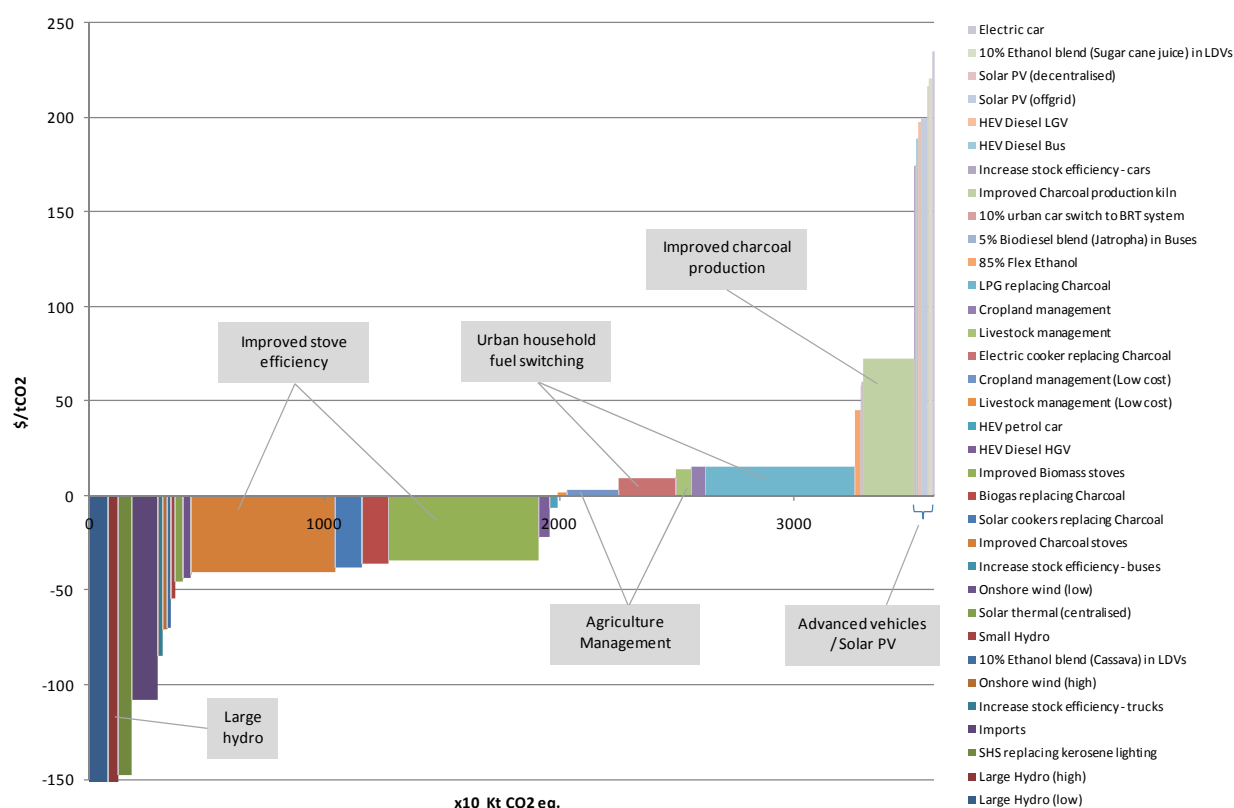 250
200
150
100
50
0
-50
-100
-150
$/tCO2
0
1000
2000
3000
x10 Kt CO2 eq.
Improved stove
efficiency
Urban household
fuel switching
Improved charcoal
production
Large
hydro
Agriculture
Management
Advanced vehicles
/ Solar PV
Electric car
10% Ethanol blend (Sugar cane juice) in LDVs
Solar PV (decentralised)
Solar PV (offgrid)
HEV Diesel LGV
HEV Diesel Bus
Increase stock efficiency - cars
Improved Charcoal production kiln
10% urban car switch to BRT system
5% Biodiesel blend (Jatropha) in Buses
85% Flex Ethanol
LPG replacing Charcoal
Cropland management
Livestock management
Electric cooker replacing Charcoal
Cropland management (Low cost)
Livestock management (Low cost)
HEV petrol car
HEV Diesel HGV
Improved Biomass stoves
Biogas replacing Charcoal
Solar cookers replacing Charcoal
Improved Charcoal stoves
Increase stock efficiency - buses
Onshore wind (low)
Solar thermal (centralised)
Small Hydro
10% Ethanol blend (Cassava) in LDVs
Onshore wind (high)
Increase stock efficiency - trucks
Imports
SHS replacing kerosene lighting
Large Hydro (high)
Large Hydro (low)